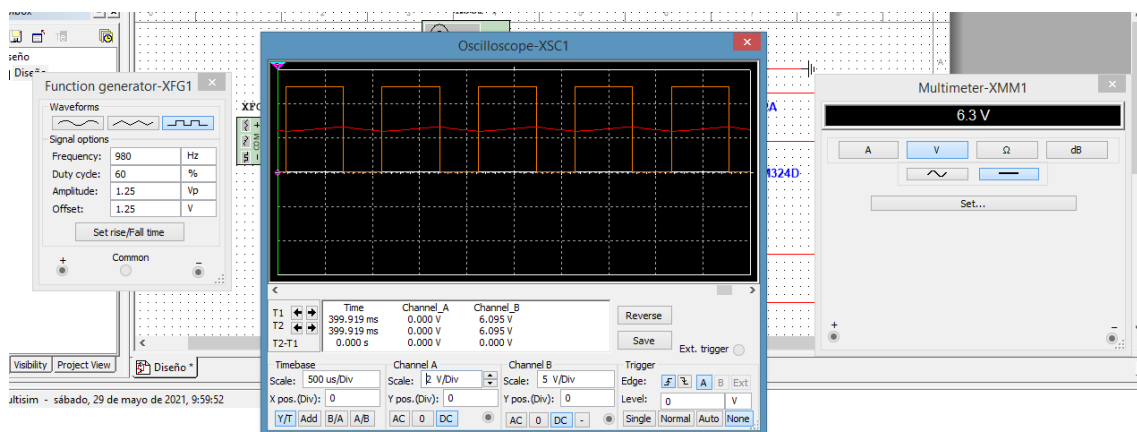 Oscilloscope-XSC1
seño
Function generator-XFG1
Waveforms
Signal options
Frequency: 980 Hz
Duty cycle: 60 %
Amplitude: 1.25 Vp
Offset: 1.25 V
Set rise/Fall time
+ Common -
COM
M324D
Multimeter-XMM1
6.3 V
A V Ω dB
Set...
+ -
Time Channel_A Channel_B
T1 399.919 ms 0.000 V 6.095 V
T2 399.919 ms 0.000 V 6.095 V
T2-T1 0.000 s 0.000 V 0.000 V
Reverse
Save
Ext. trigger
Timebase
Scale: 500 us/Div
X pos.(Div): 0
Y/T Add B/A A/B
Channel A
Scale: 2 V/Div
Y pos.(Div): 0
AC 0 DC
Channel B
Scale: 5 V/Div
Y pos.(Div): 0
AC 0 DC -
Trigger
Edge: A B Ext
Level: 0 V
Single Normal Auto None
Visibility Project View
Diseño *
ultisim - sábado, 29 de mayo de 2021, 9:59:52